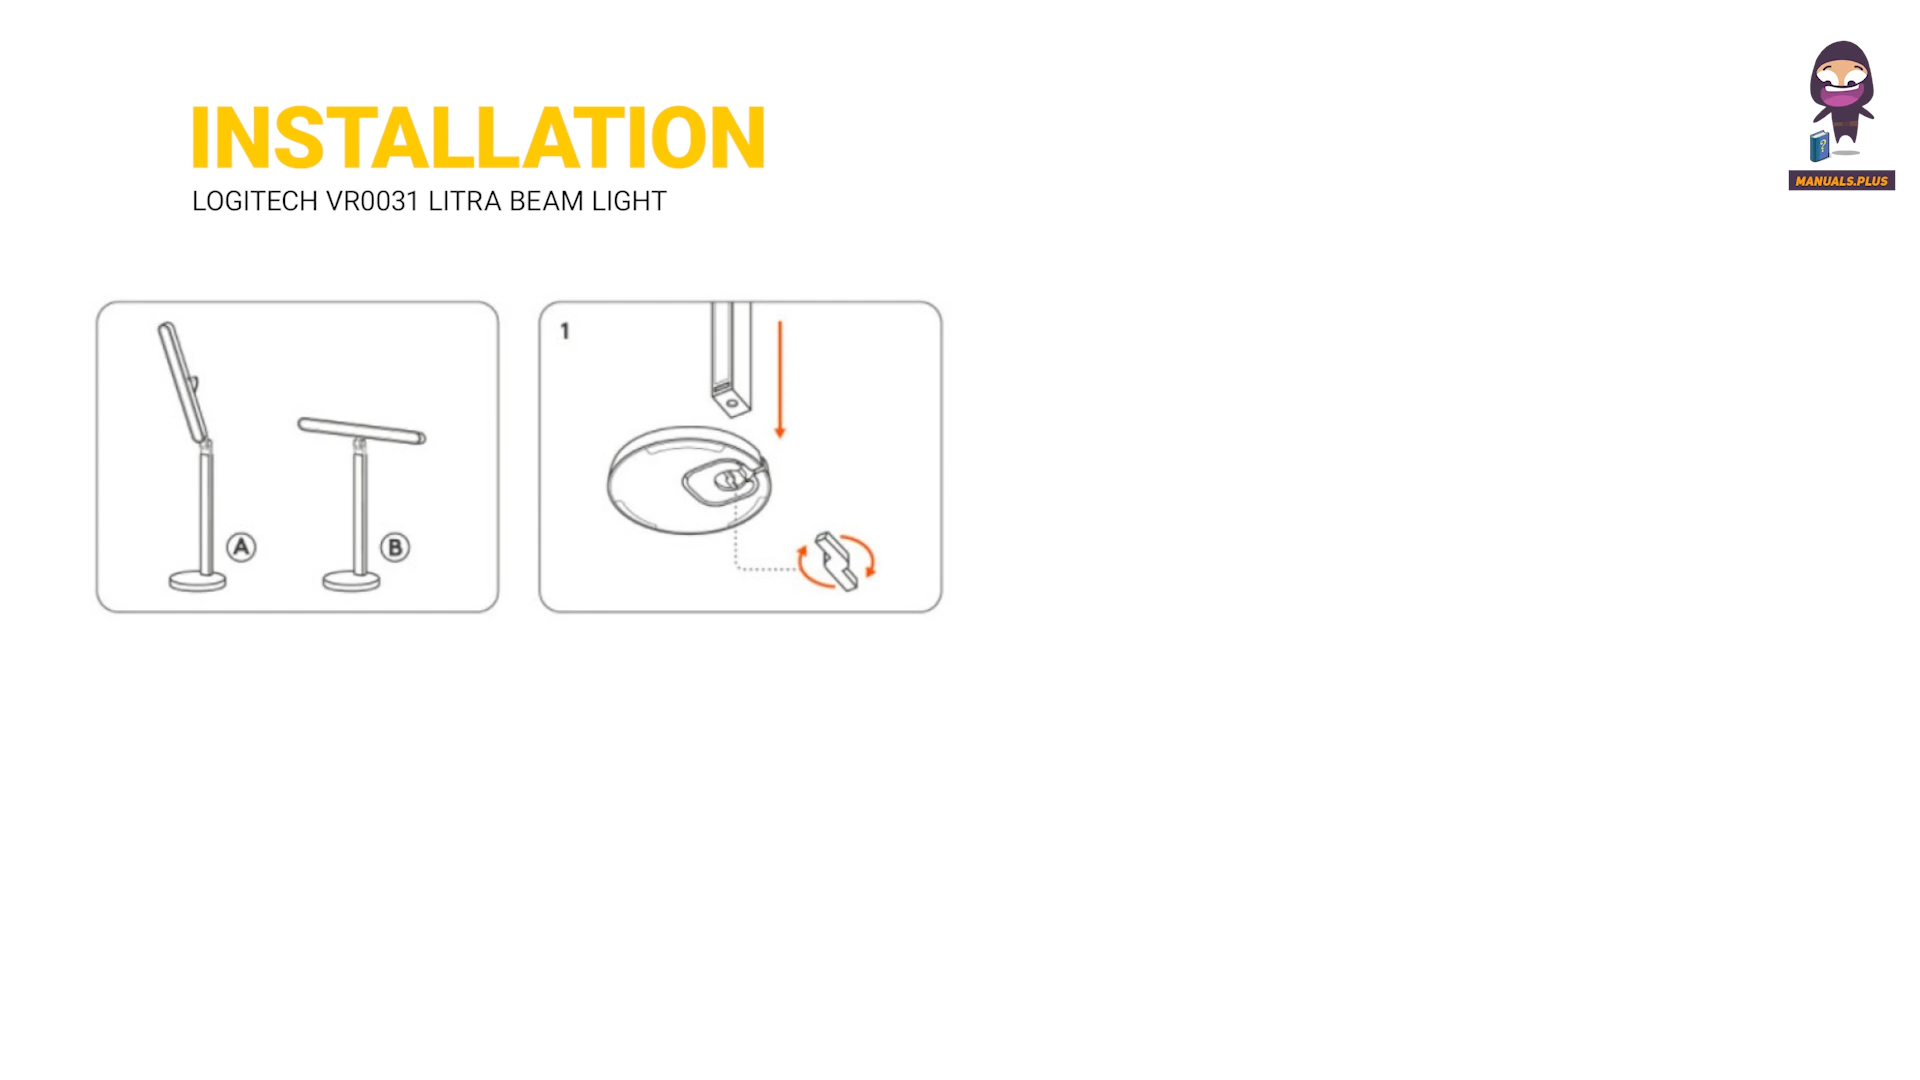 INSTALLATION
LOGITECH VR0031 LITRA BEAM LIGHT
MANUALS.PLUS
?
1
A
B